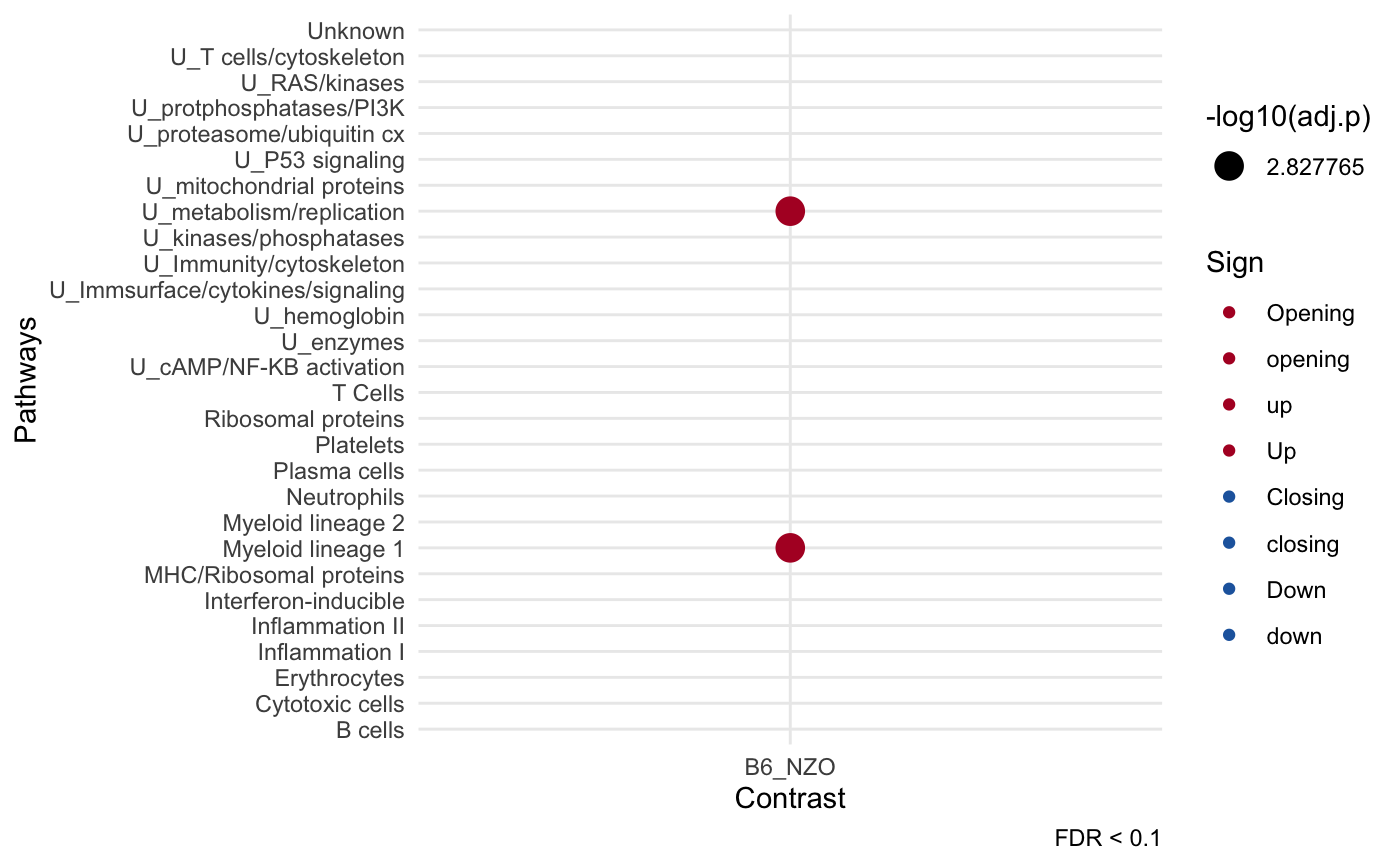 Unknown
U_T cells/cytoskeleton
U_RAS/kinases
U_protphosphatases/PI3K
U_proteasome/ubiquitin cx
U_P53 signaling
U_mitochondrial proteins
U_metabolism/replication
U_kinases/phosphatases
U_Immunity/cytoskeleton
U_Immsurface/cytokines/signaling
U_hemoglobin
U_enzymes
U_cAMP/NF-KB activation
T Cells
Ribosomal proteins
Platelets
Plasma cells
Neutrophils
Myeloid lineage 2
Myeloid lineage 1
MHC/Ribosomal proteins
Interferon-inducible
Inflammation II
Inflammation I
Erythrocytes
Cytotoxic cells
B cells
Pathways
B6_NZO
Contrast
FDR < 0.1
-log10(adj.p)
2.827765
Sign
Opening
opening
up
Up
Closing
closing
Down
down